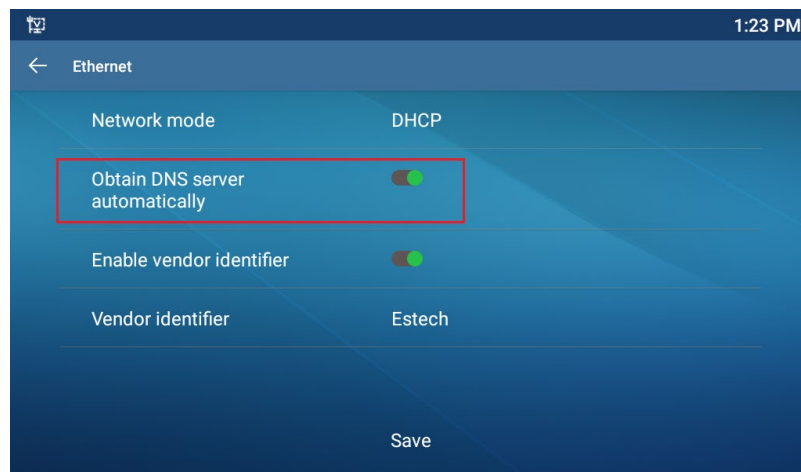 1:23 PM
Ethernet
Network mode DHCP
Obtain DNS server
automatically
Enable vendor identifier
Vendor identifier Estech
Save